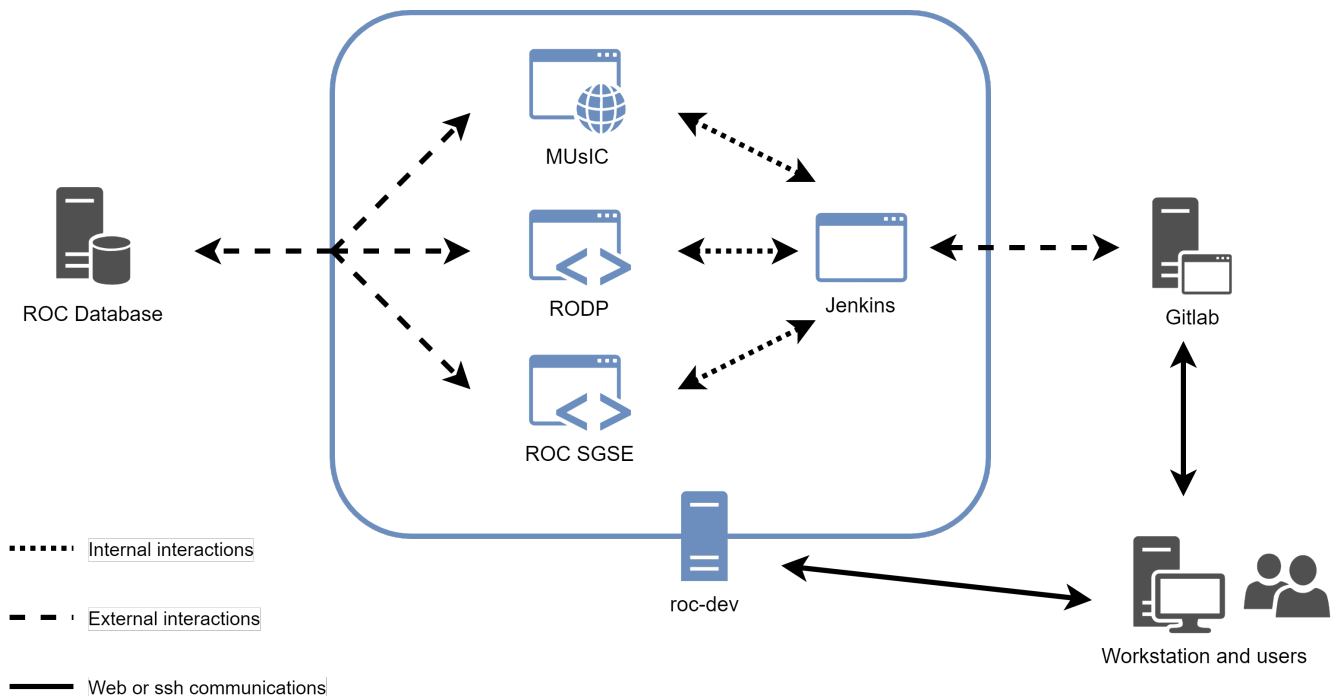 MUsIC
RODP
ROC SGSE
Jenkins
ROC Database
Gitlab
roc-dev
Workstation and users
Internal interactions
External interactions
Web or ssh communications